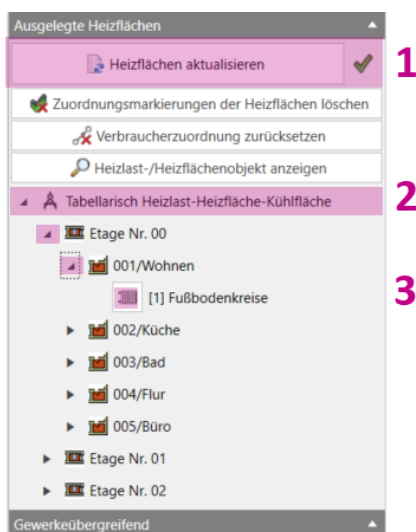 Ausgelegte Heizflächen
Heizflächen aktualisieren
1
Zuordnungsmarkierungen der Heizflächen löschen
Verbraucherzuordnung zurücksetzen
Heizlast-/Heizflächenobjekt anzeigen
Tabellarisch Heizlast-Heizfläche-Kühlfläche
2
Etage Nr. 00
001/Wohnen
[1] Fußbodenkreise
3
002/Küche
003/Bad
004/Flur
005/Büro
Etage Nr. 01
Etage Nr. 02
Gewerkeübergreifend